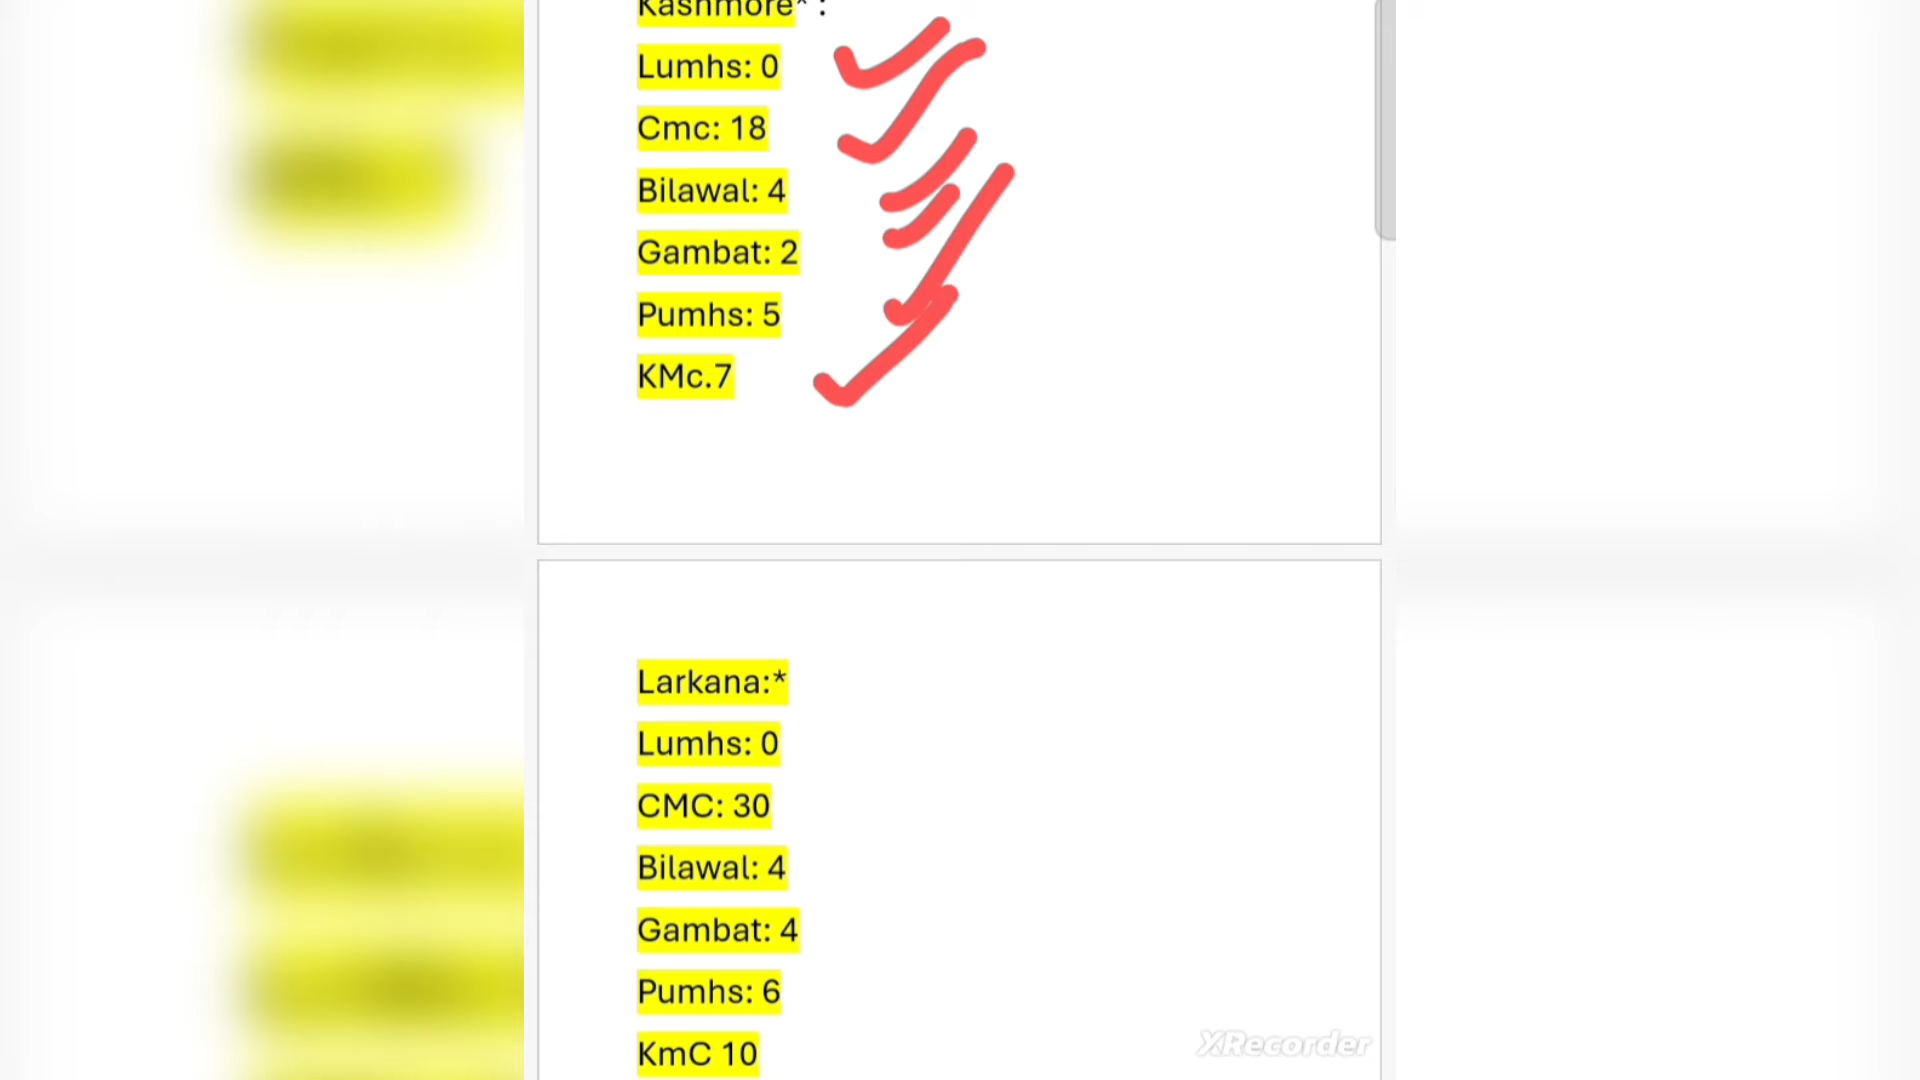 Kashmore* :
Lumhs: 0
Cmc: 18
Bilawal: 4
Gambat: 2
Pumhs: 5
KMc.7
Larkana:*
Lumhs: 0
CMC: 30
Bilawal: 4
Gambat: 4
Pumhs: 6
KmC 10
XRecorder